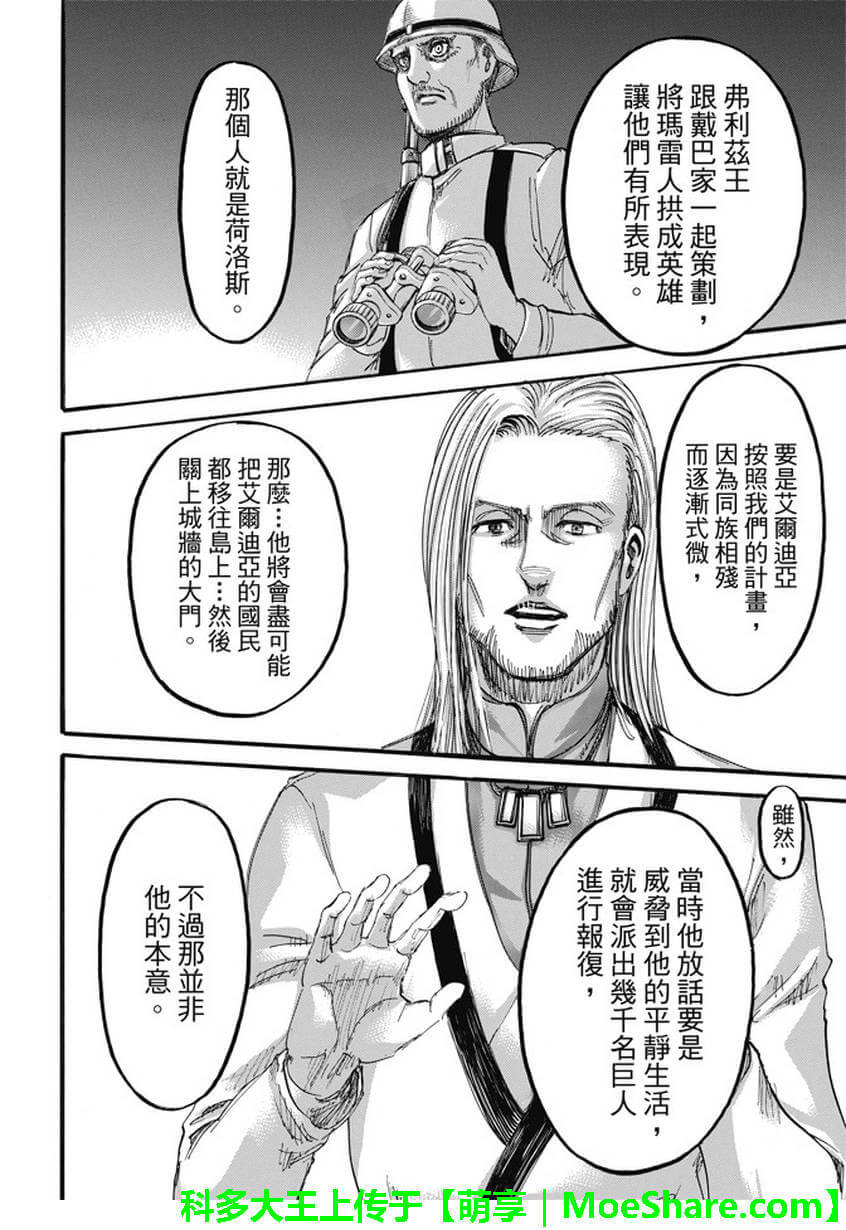 弗利茲王
跟戴巴家一起策劃，
將瑪雷人拱成英雄
讓他們有所表現。
那個人就是荷洛斯。
要是艾爾迪亞
按照我們的計畫，
因為同族相殘
而逐漸式微，
那麼…他將會盡可能
把艾爾迪亞的國民
都移往島上…然後
關上城牆的大門。
雖然，
當時他放話要是
威脅到他的平靜生活，
就會派出幾千名巨人
進行報復，
不過那並非
他的本意。
科多大王上传于【萌享】|MoeShare.com